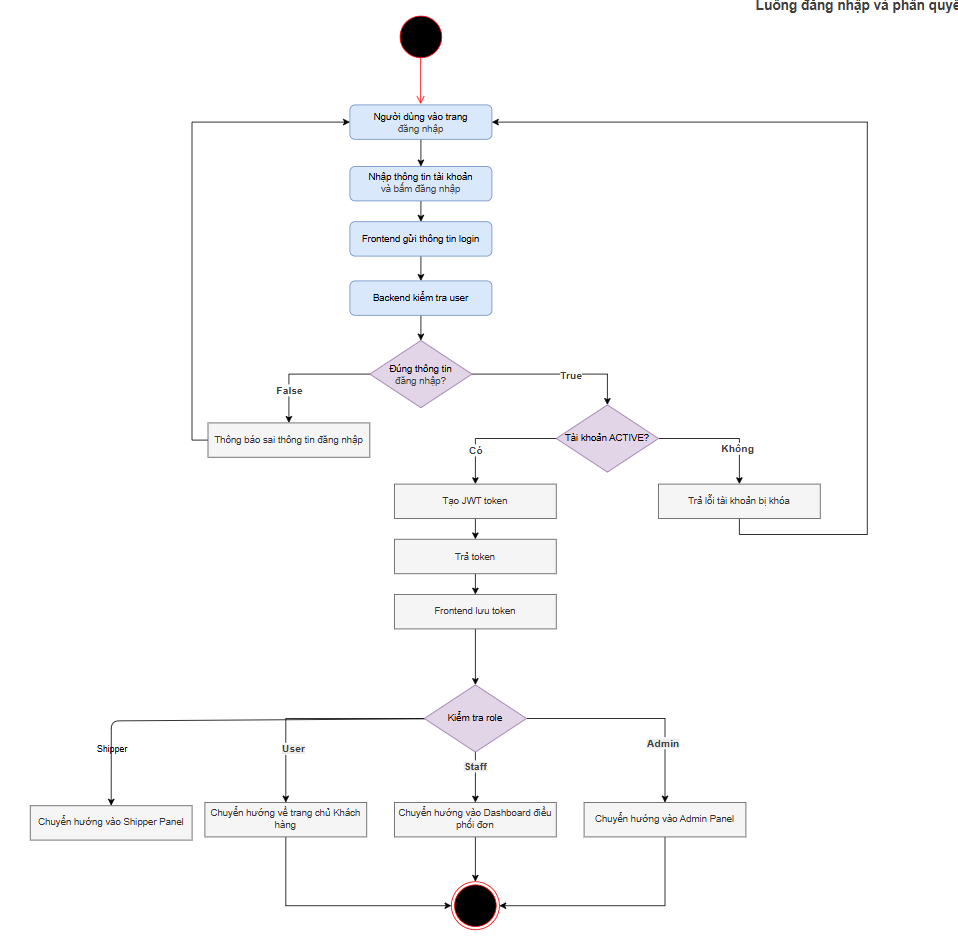 Luồng đăng nhập và phân quyề
Người dùng vào trang
đăng nhập
Nhập thông tin tài khoản
và bấm đăng nhập
Frontend gửi thông tin login
Backend kiểm tra user
Đúng thông tin
đăng nhập?
False
True
Thông báo sai thông tin đăng nhập
Tài khoản ACTIVE?
Có
Không
Tạo JWT token
Trả lỗi tài khoản bị khóa
Trả token
Frontend lưu token
Kiểm tra role
Shipper
User
Staff
Admin
Chuyển hướng vào Shipper Panel
Chuyển hướng về trang chủ Khách
hàng
Chuyển hướng vào Dashboard điều
phối đơn
Chuyển hướng vào Admin Panel